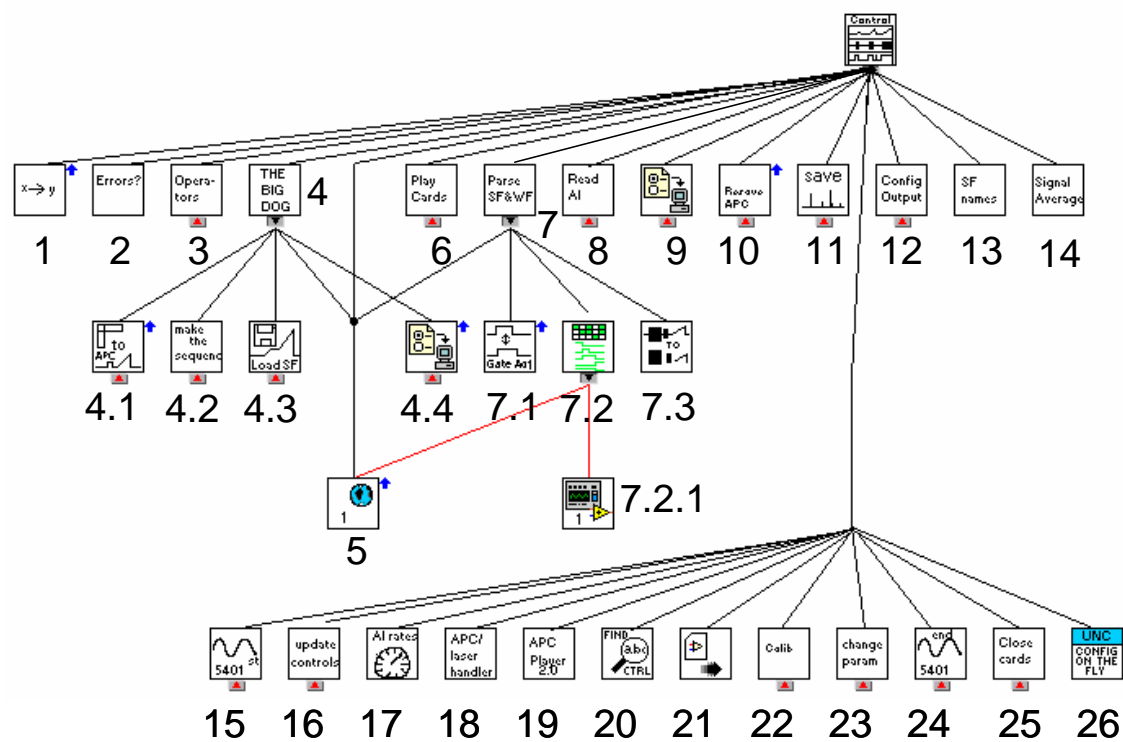 Control
x→y
Errors?
Opera-
tors
THE
BIG
DOG
4
Play
Cards
Parse
SF&WF
7
Read
AI
Remove
APC
save
Config
Output
SF
names
Signal
Average
1
2
3
6
8
9
10
11
12
13
14
to
APC
make
the
sequenc
Load SF
Gate Adj
TO
4.1
4.2
4.3
4.4
7.1
7.2
7.3
1
1
7.2.1
5
5401
st
update
controls
AI rates
APC/
laser
handler
APC
Player
2.0
FIND
abc
CTRL
Calib
change
param
end
5401
Close
cards
UNC
CONFIG
ON THE
FLY
15
16
17
18
19
20
21
22
23
24
25
26